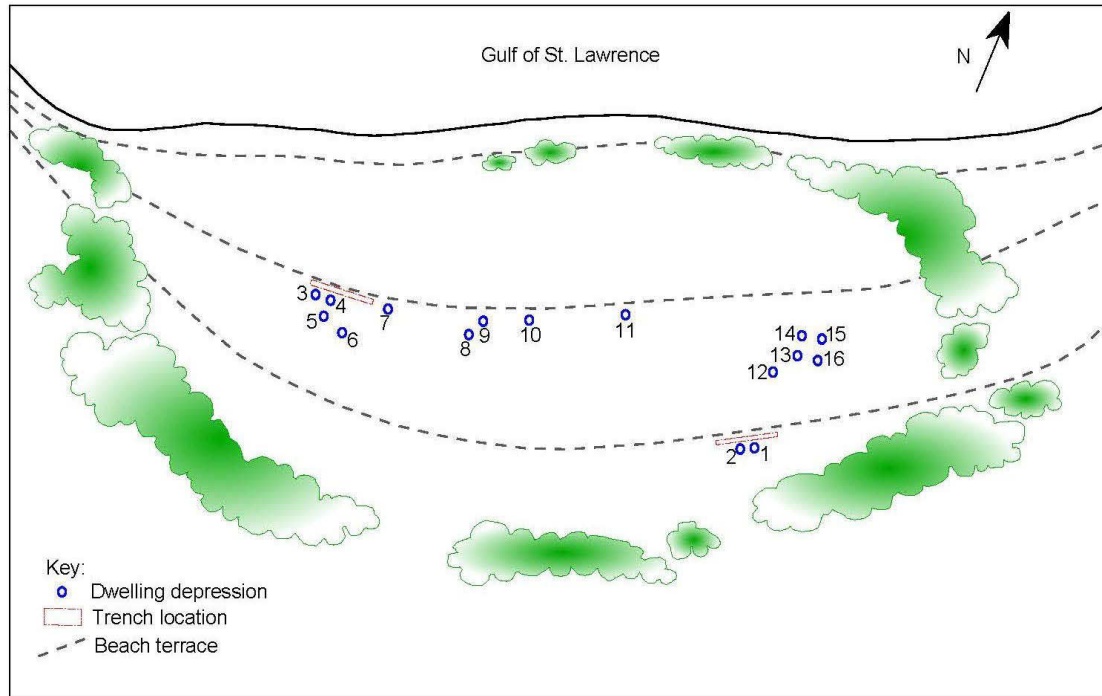 Gulf of St. Lawrence
N
3
4
7
5
6
8
9
10
11
14
15
13
16
12
2
1
Key:
Dwelling depression
Trench location
Beach terrace